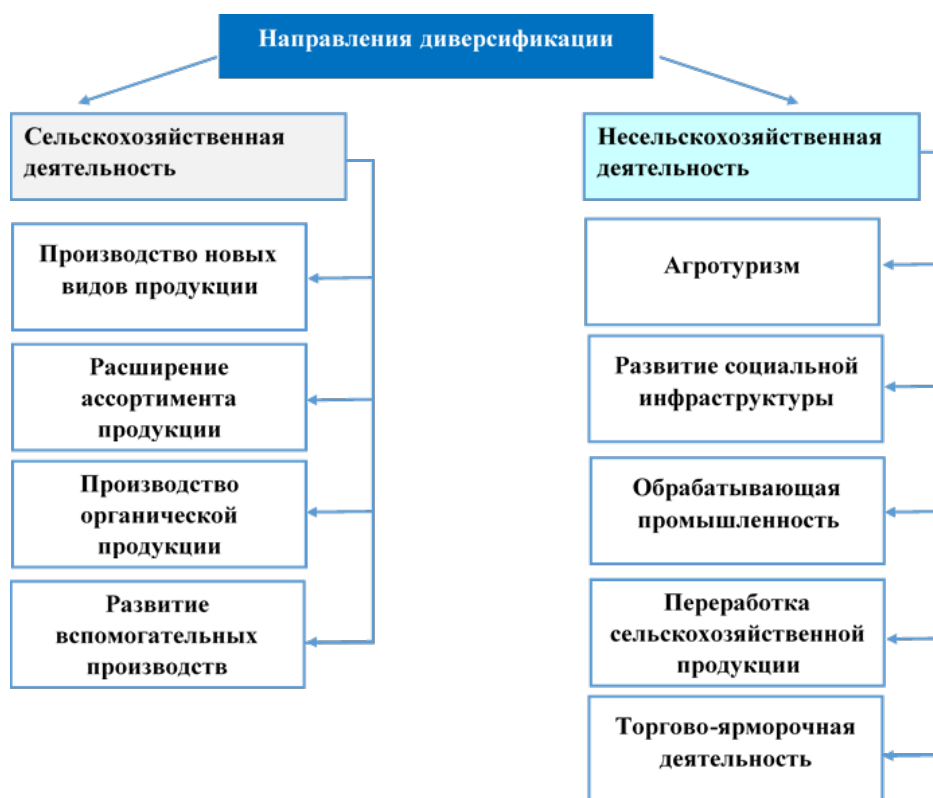 Направления диверсификации
Сельскохозяйственная
деятельность
Производство новых
видов продукции
Расширение
ассортимента
продукции
Производство
органической
продукции
Развитие
вспомогательных
производств
Несельскохозяйственная
деятельность
Агротуризм
Развитие социальной
инфраструктуры
Обрабатывающая
промышленность
Переработка
сельскохозяйственной
продукции
Торгово-ярморочная
деятельность